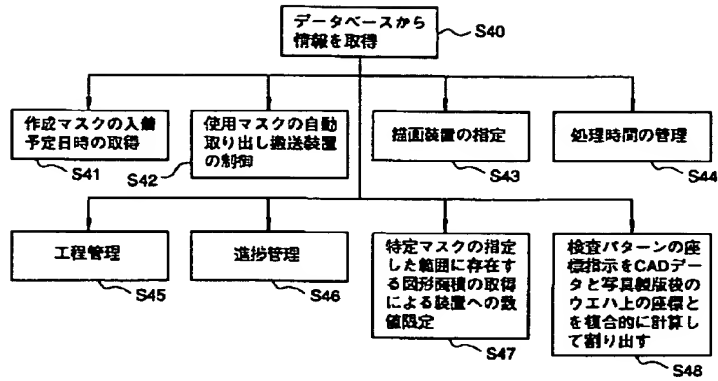 データベースから
情報を取得
S40
作成マスクの入着
予定日時の取得
S41
使用マスクの自動
取り出し搬送装置
の制御
S42
描画装置の指定
S43
処理時間の管理
S44
工程管理
S45
進捗管理
S46
特定マスクの指定
した範囲に存在する
図形面積の取得
による装置への数
値限定
S47
検査パターンの座
標指示をCADデータ
と写真製版後の
ウエハ上の座標と
を複合的に計算し
て割り出す
S48